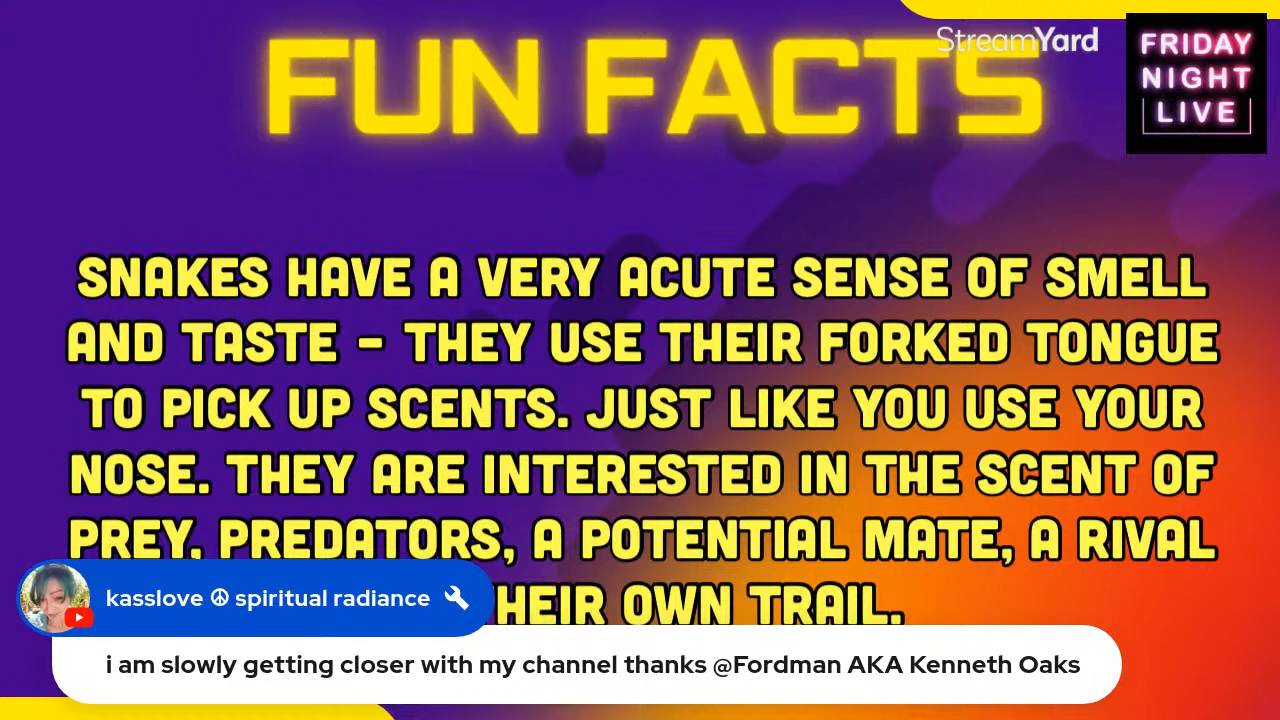 FUN FACTS
StreamYard
FRIDAY
NIGHT
LIVE
SNAKES HAVE A VERY ACUTE SENSE OF SMELL
AND TASTE – THEY USE THEIR FORKED TONGUE
TO PICK UP SCENTS. JUST LIKE YOU USE YOUR
NOSE. THEY ARE INTERESTED IN THE SCENT OF
PREY, PREDATORS, A POTENTIAL MATE, A RIVAL
HEIR OWN TRAIL.
kasslove ☮ spiritual radiance
i am slowly getting closer with my channel thanks @Fordman AKA Kenneth Oaks